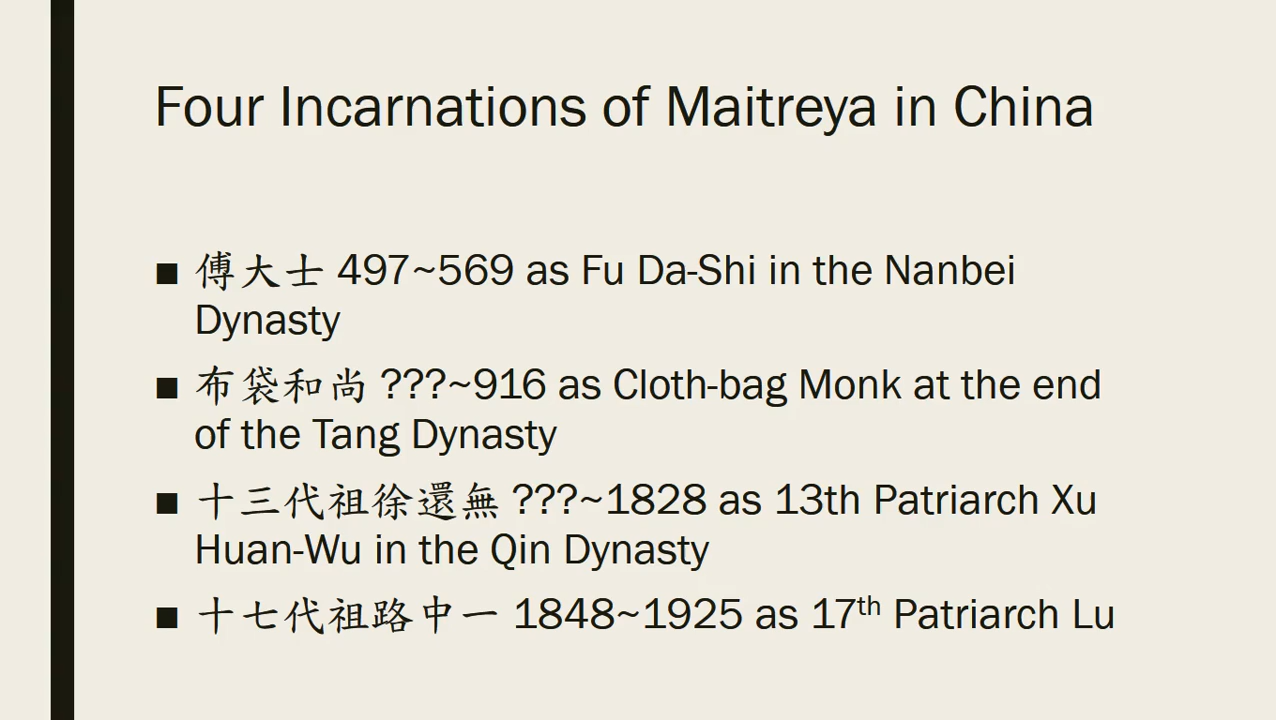 Four Incarnations of Maitreya in China
■ 傅大士 497~569 as Fu Da-Shi in the Nanbei
Dynasty
■ 布袋和尚 ???~916 as Cloth-bag Monk at the end
of the Tang Dynasty
■ 十三代祖徐還無 ???~1828 as 13th Patriarch Xu
Huan-Wu in the Qin Dynasty
■ 十七代祖路中一 1848~1925 as 17th Patriarch Lu